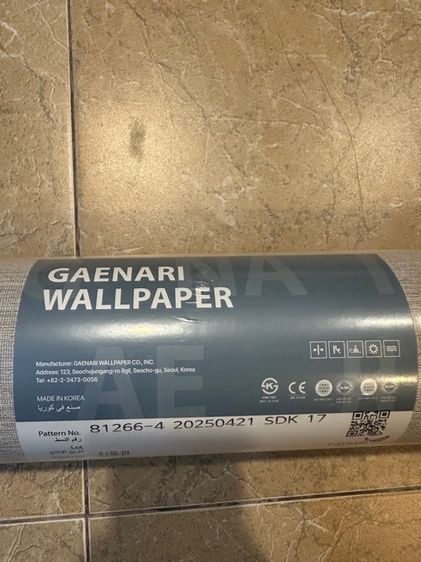 GAENARI
WALLPAPER
Manufacturer: GAENARI WALLPAPER CO., INC.
Address: 123, Seochojungang-ro 8gil, Seocho-gu, Seoul, Korea
Tel: +82-2-3473-0056
MADE IN KOREA
صنع في كوريا
Pattern No. 81266-4 20250421 SDK 17
رقم النمط
Lot